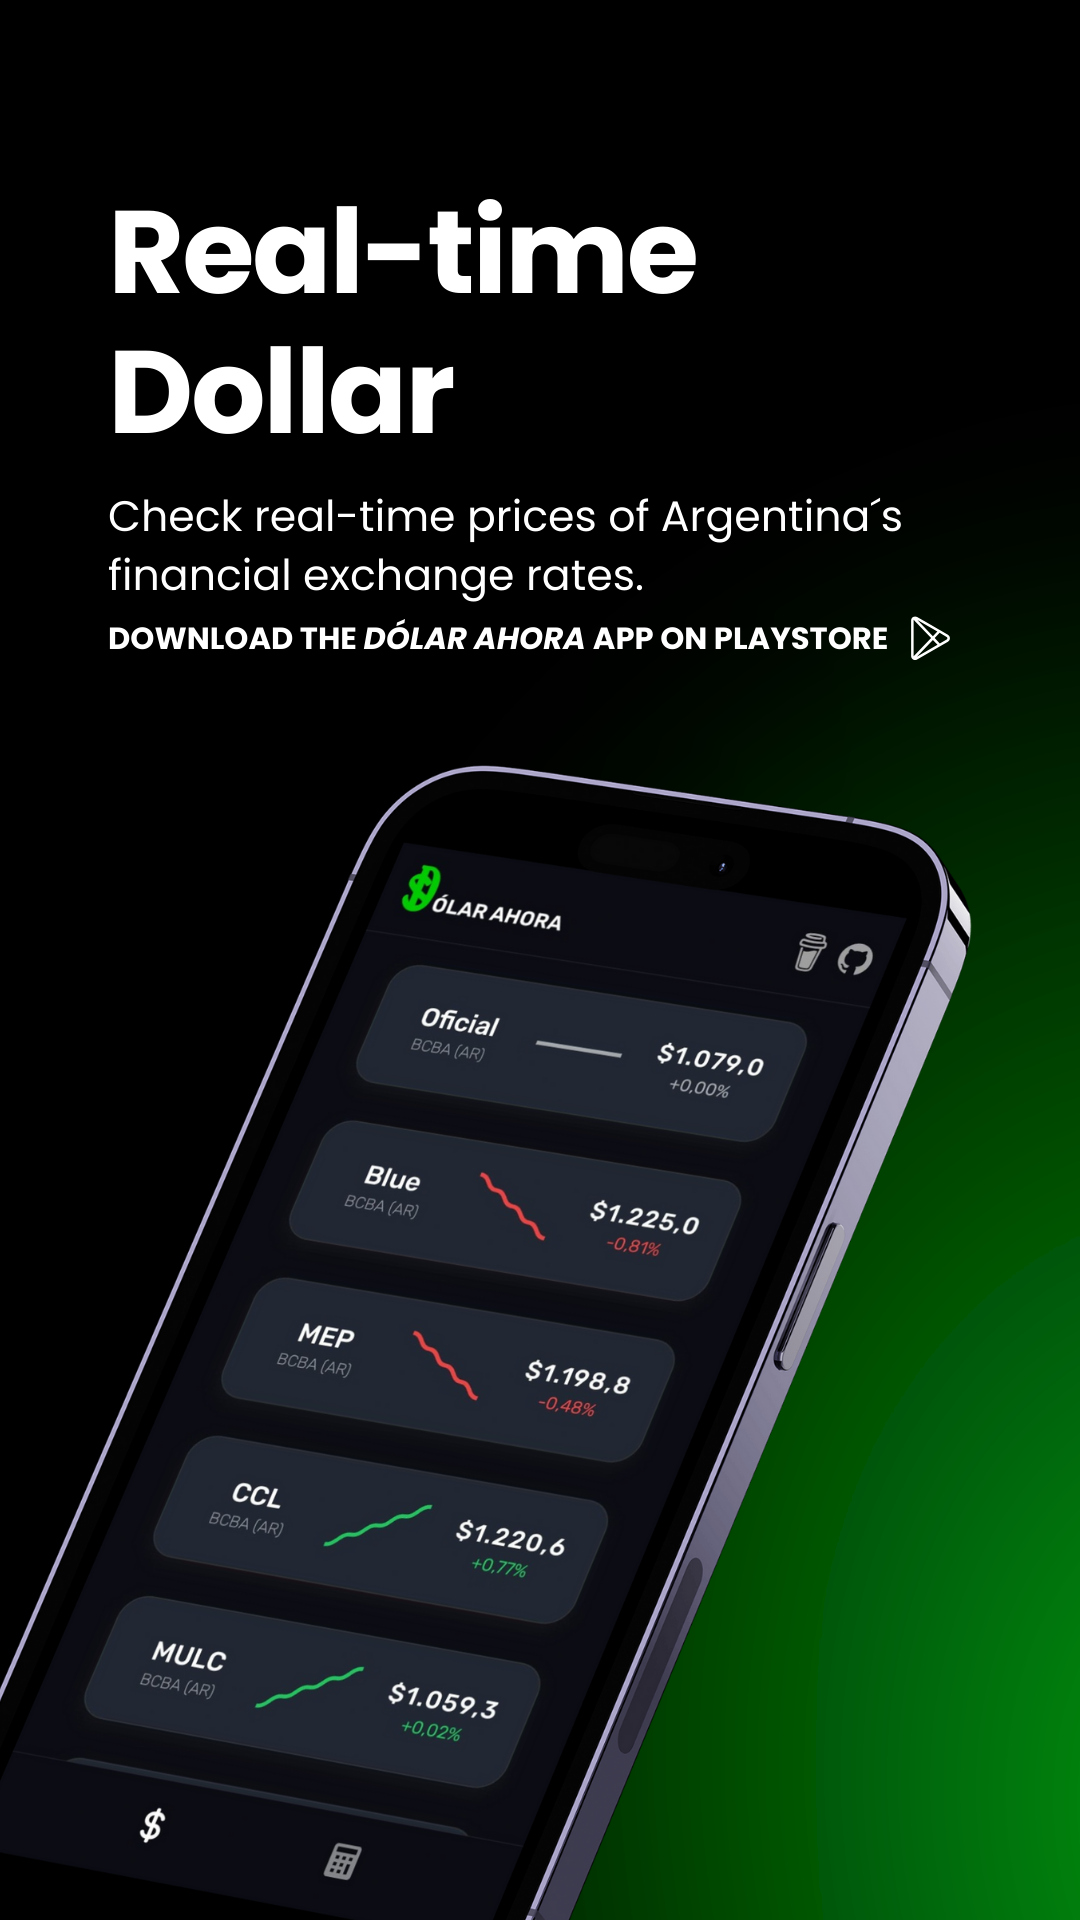 Real-time
Dollar
Check real-time prices of Argentina´s
financial exchange rates.
DOWNLOAD THE DÓLAR AHORA APP ON PLAYSTORE
DÓLAR AHORA
Oficial
BCBA (AR)
$1.079,0
+0,00%
Blue
BCBA (AR)
$1.225,0
-0,81%
MEP
BCBA (AR)
$1.198,8
-0,48%
CCL
BCBA (AR)
$1.220,6
+0,77%
MULC
BCBA (AR)
$1.059,3
+0,02%
$